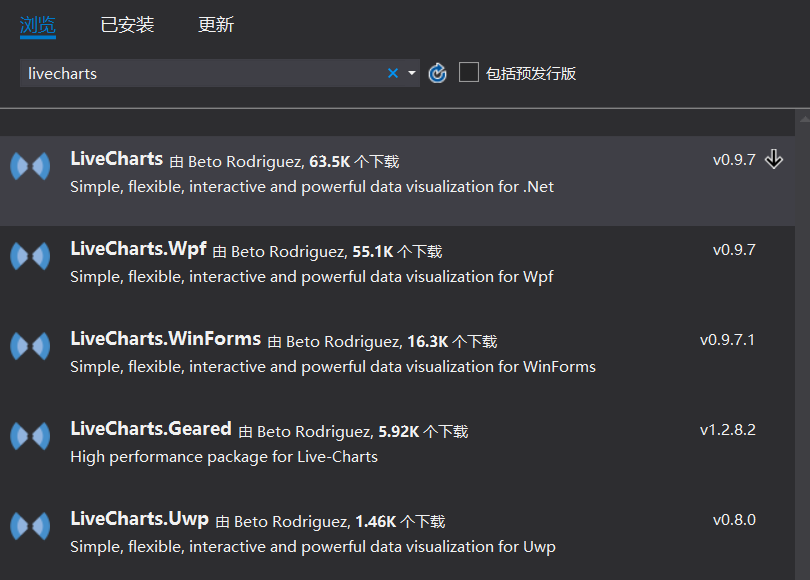 浏览 已安装 更新
livecharts 包括预发行版
LiveCharts 由 Beto Rodriguez, 63.5K 个下载 v0.9.7
Simple, flexible, interactive and powerful data visualization for .Net
LiveCharts.Wpf 由 Beto Rodriguez, 55.1K 个下载 v0.9.7
Simple, flexible, interactive and powerful data visualization for Wpf
LiveCharts.WinForms 由 Beto Rodriguez, 16.3K 个下载 v0.9.7.1
Simple, flexible, interactive and powerful data visualization for WinForms
LiveCharts.Geared 由 Beto Rodriguez, 5.92K 个下载 v1.2.8.2
High performance package for Live-Charts
LiveCharts.Uwp 由 Beto Rodriguez, 1.46K 个下载 v0.8.0
Simple, flexible, interactive and powerful data visualization for Uwp